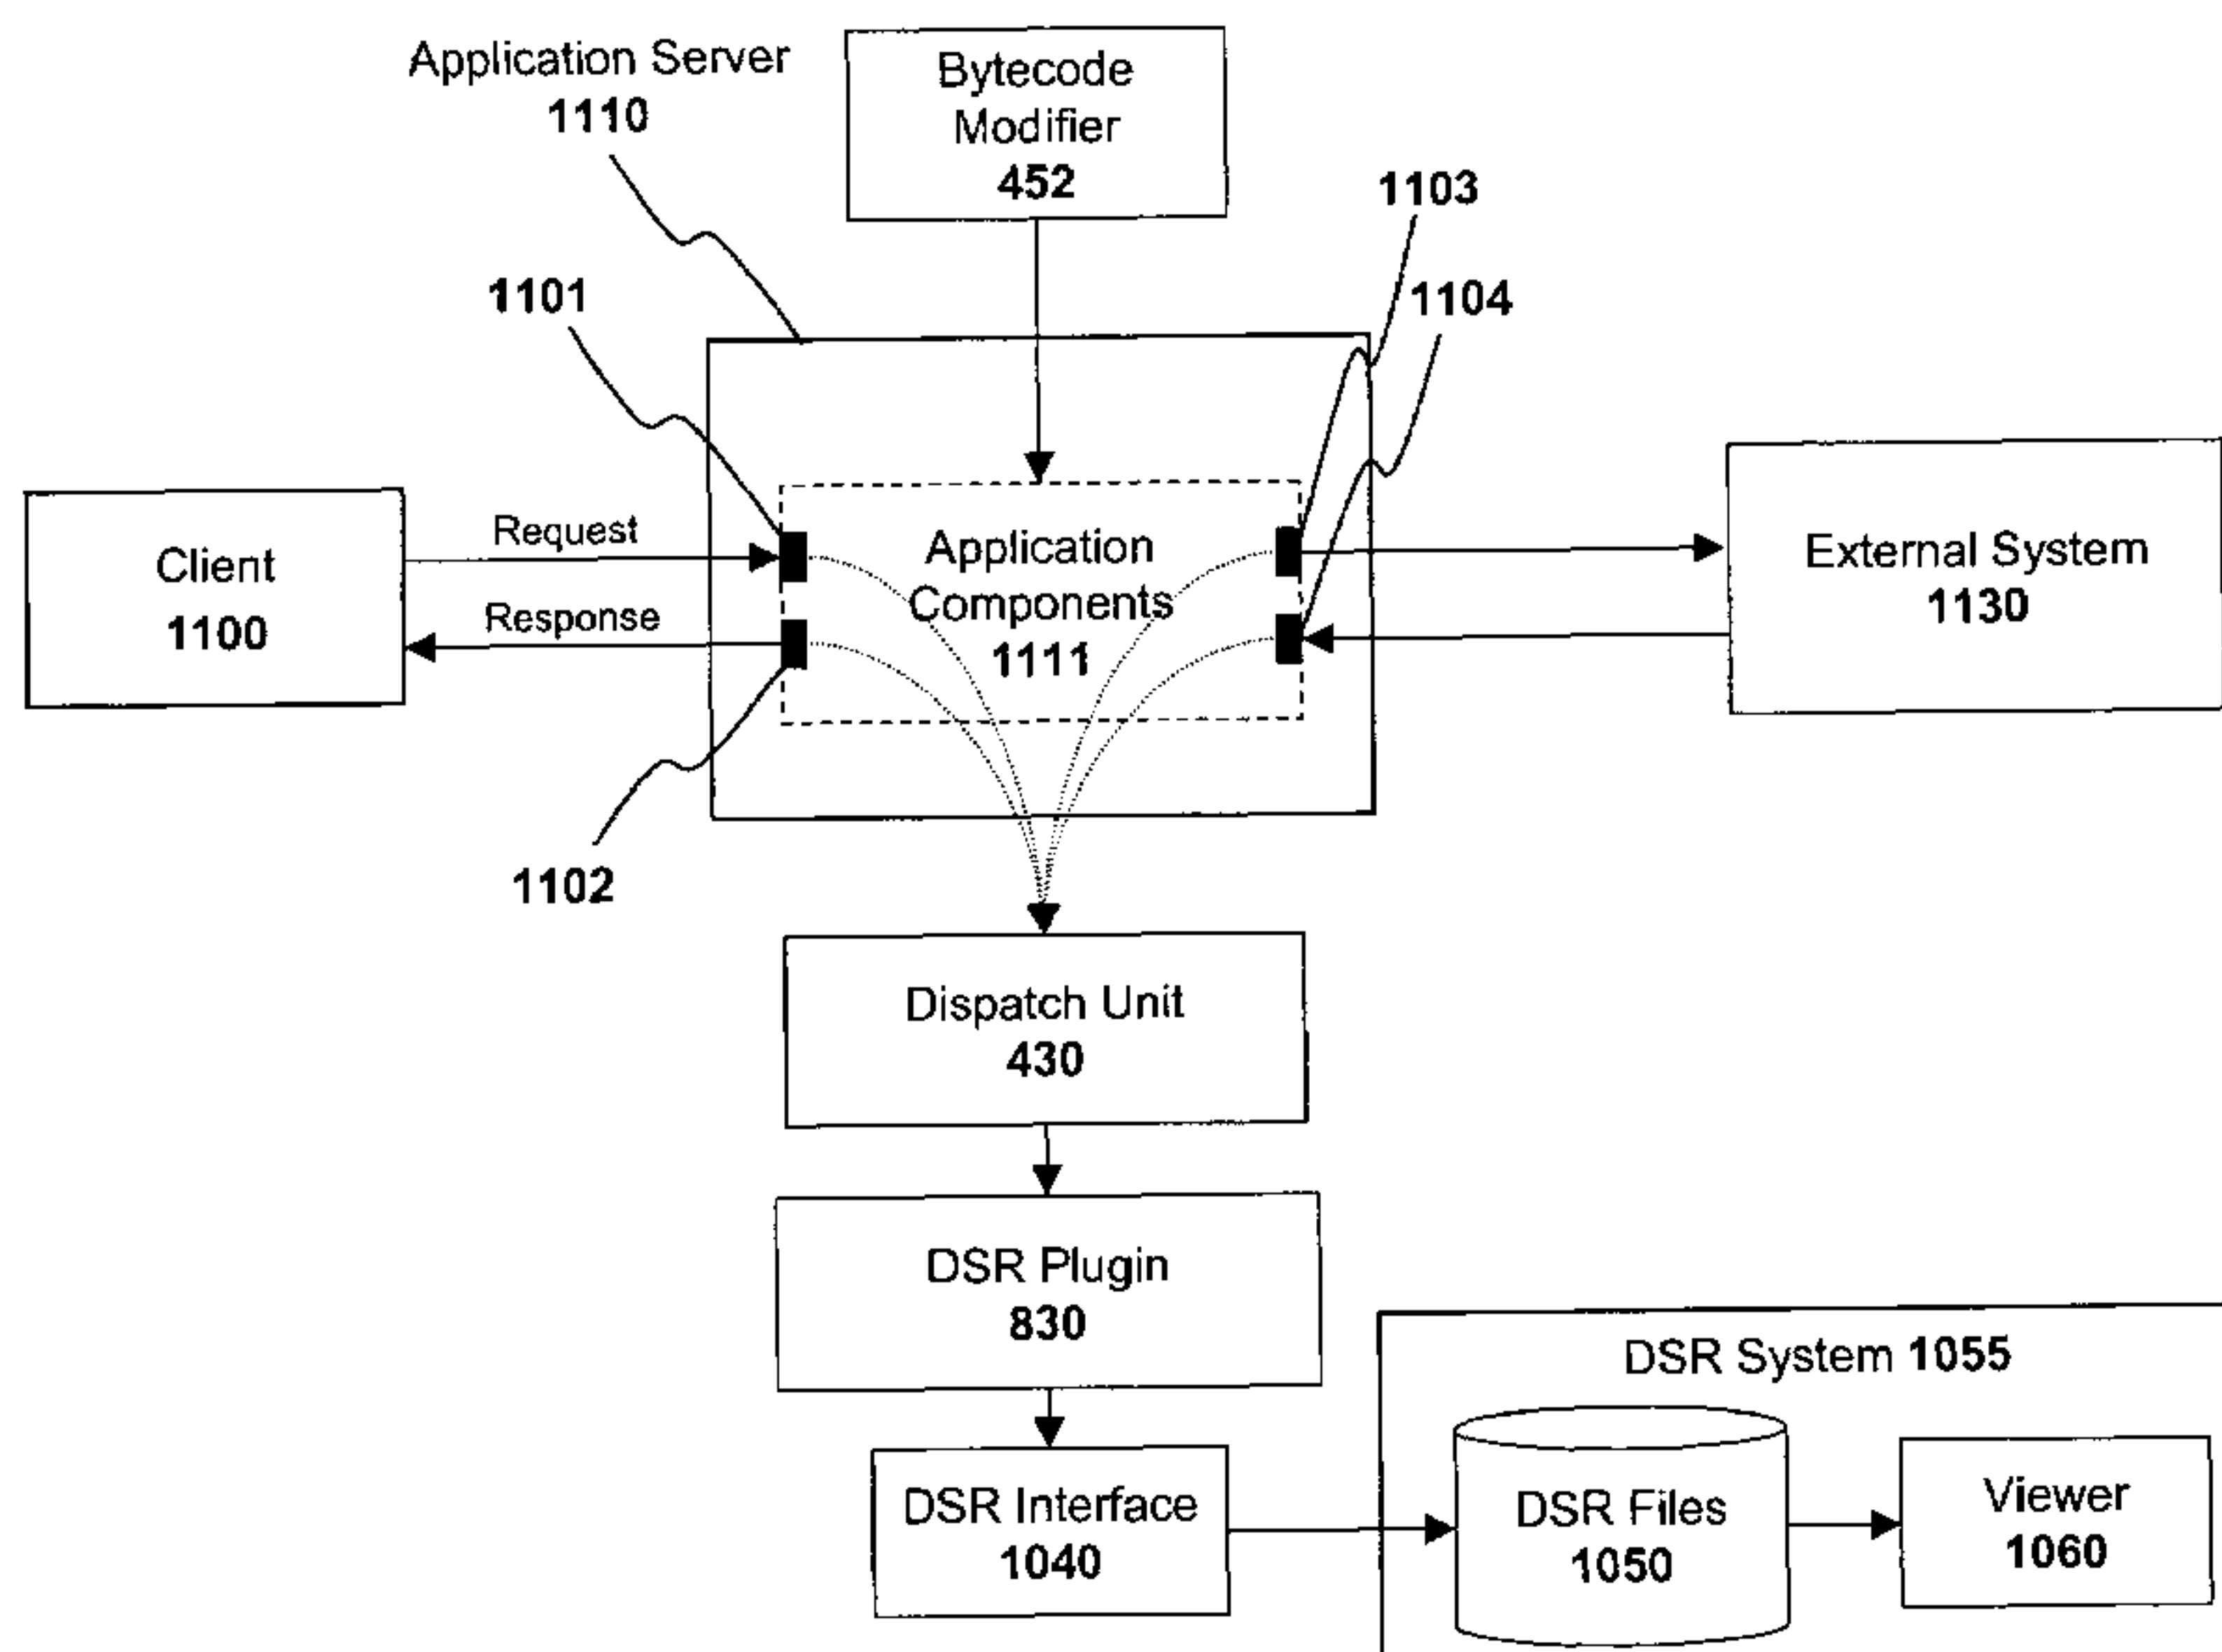 Application Server
1110
Bytecode
Modifier
452
1103
1101
1104
Client
1100
Request
Response
Application
Components
1111
External System
1130
1102
Dispatch Unit
430
DSR Plugin
830
DSR System 1055
DSR Interface
1040
DSR Files
1050
Viewer
1060